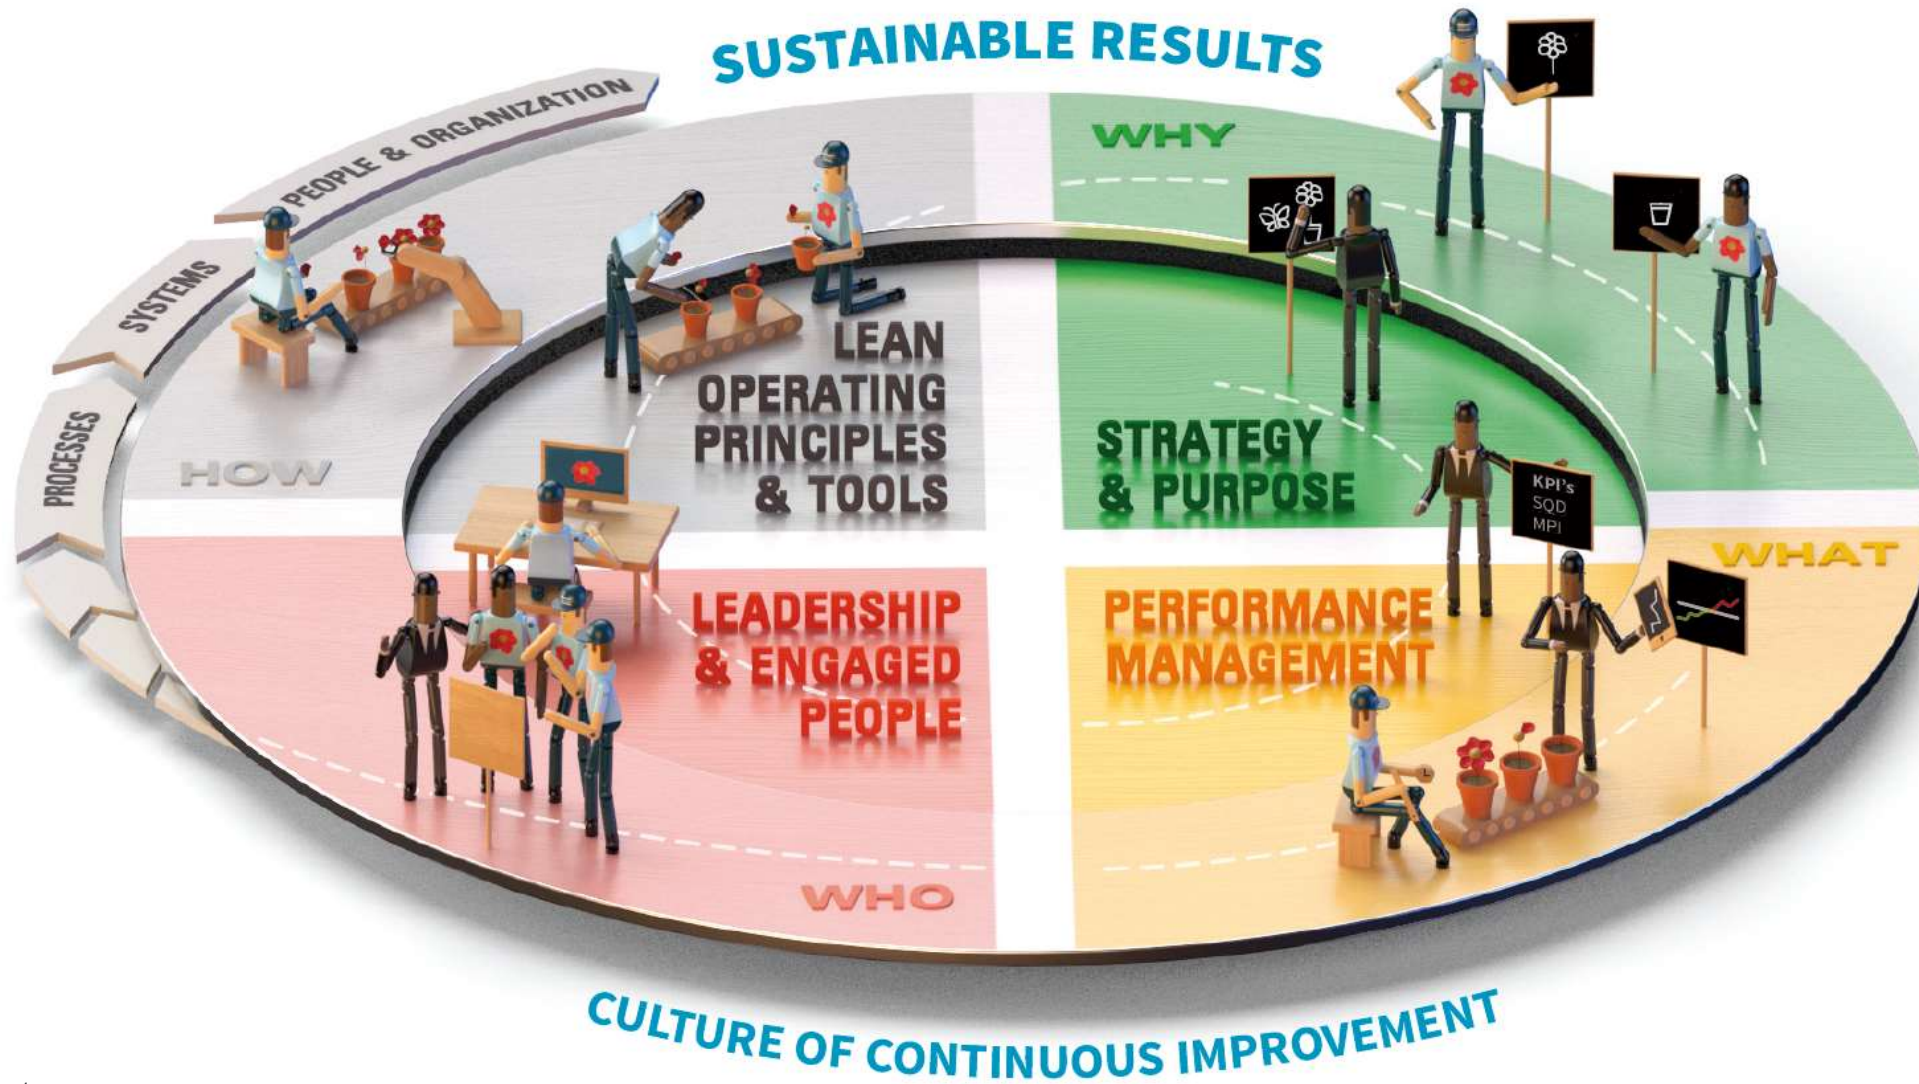 SUSTAINABLE RESULTS
PEOPLE & ORGANIZATION
SYSTEMS
PROCESSES
HOW
LEAN
OPERATING
PRINCIPLES
& TOOLS
WHY
STRATEGY
& PURPOSE
KPI's
SQD
MPI
WHAT
PERFORMANCE
MANAGEMENT
LEADERSHIP
& ENGAGED
PEOPLE
WHO
CULTURE OF CONTINUOUS IMPROVEMENT